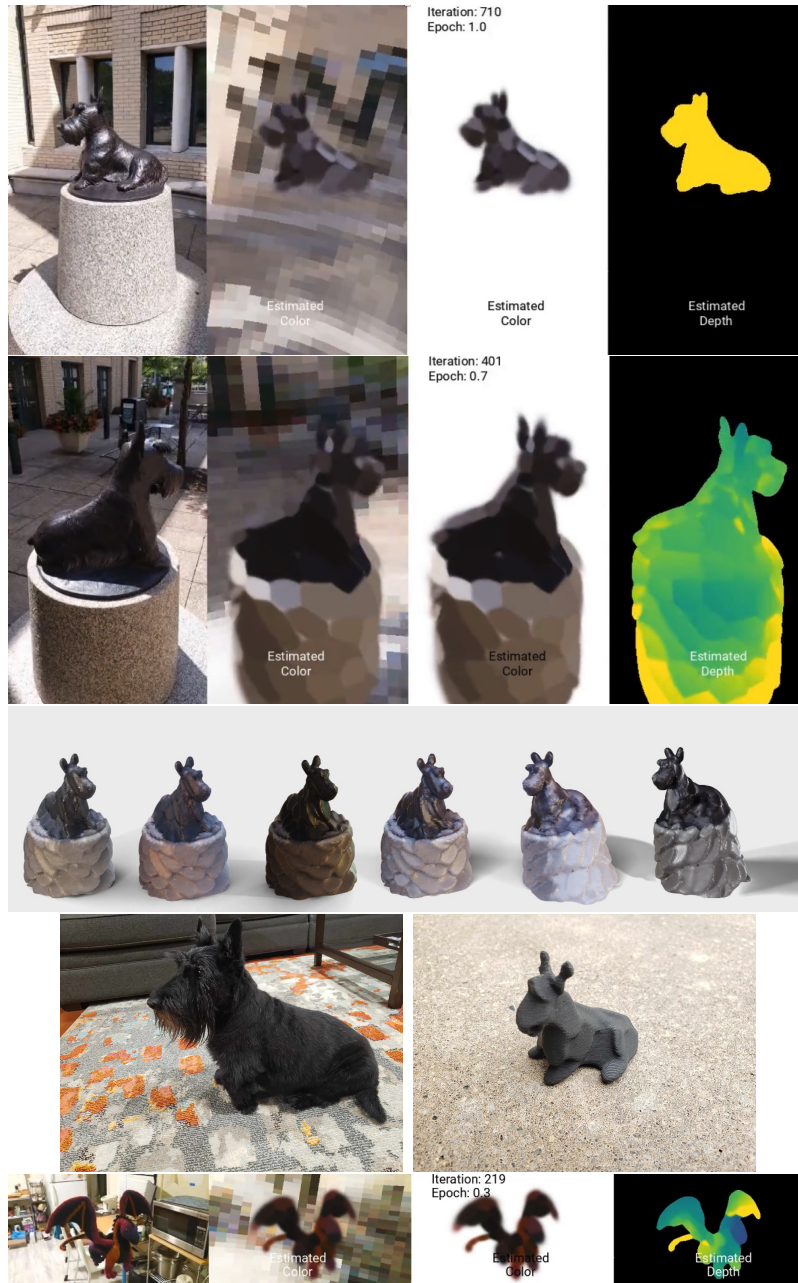 Iteration: 710
Epoch: 1.0
Estimated
Color
Estimated
Color
Estimated
Depth
Iteration: 401
Epoch: 0.7
Estimated
Color
Estimated
Color
Estimated
Depth
Iteration: 219
Epoch: 0.3
Estimated
Color
Estimated
Color
Estimated
Depth